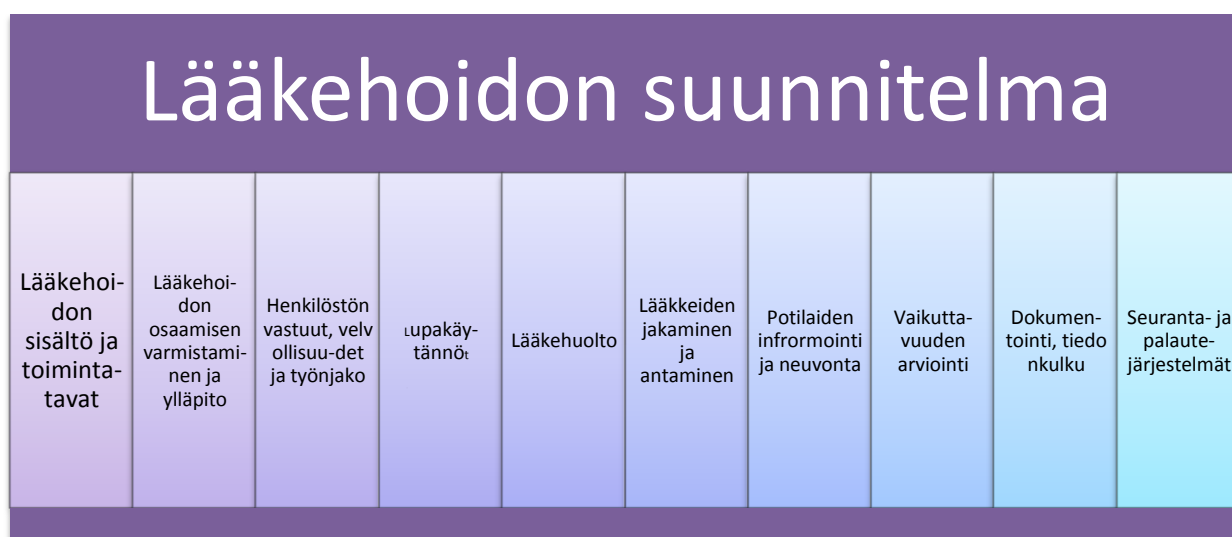 Lääkehoidon suunnitelma
Lääkehoi-
don
sisältö ja
toiminta-
tavat
Lääkehoi-
don
osaamisen
varmistami-
nen ja
ylläpito
Henkilöstön
vastuut, velv
ollisuu-det
ja työnjako
Lupakäy-
tännöt
Lääkehuolto
Lääkkeiden
jakaminen
ja
antaminen
Potilaiden
infrormointi
ja neuvonta
Vaikutta-
vuuden
arviointi
Dokumen-
tointi, tiedo
nkulku
Seuranta- ja
palaute-
järjestelmät